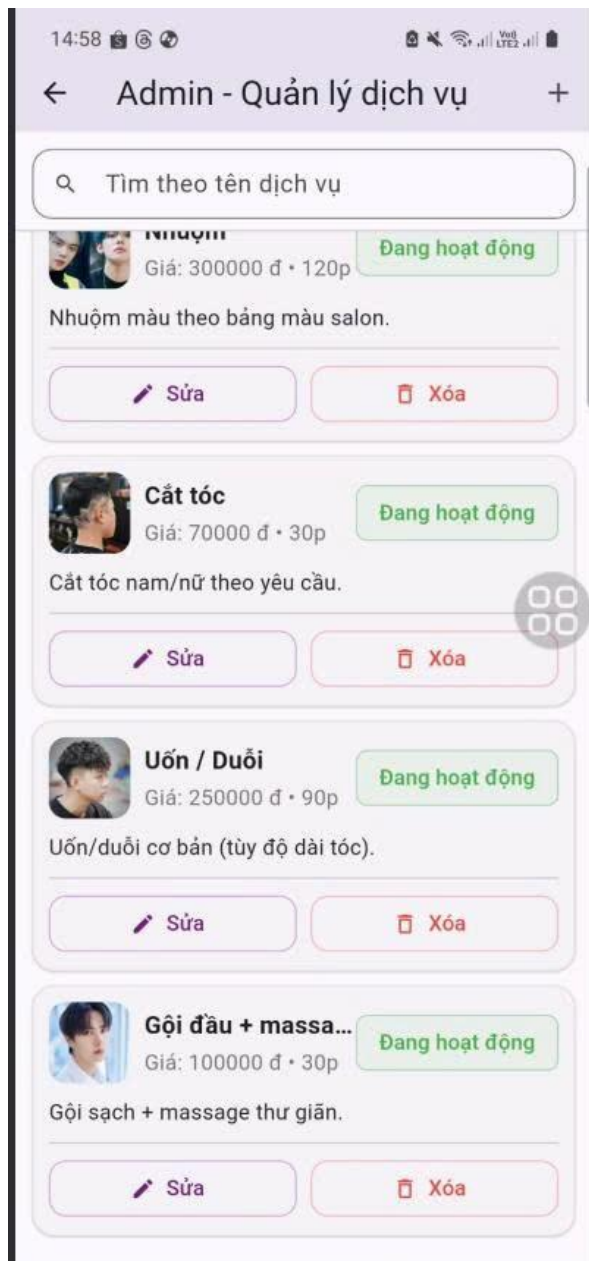 14:58
VoD
LTE2
Admin - Quản lý dịch vụ
Tìm theo tên dịch vụ
Nhuộm
Đang hoạt động
Giá: 300000 đ • 120p
Nhuộm màu theo bảng màu salon.
Sửa
Xóa
Cắt tóc
Đang hoạt động
Giá: 70000 đ • 30p
Cắt tóc nam/nữ theo yêu cầu.
Sửa
Xóa
Uốn / Duỗi
Đang hoạt động
Giá: 250000 đ • 90p
Uốn/duỗi cơ bản (tùy độ dài tóc).
Sửa
Xóa
Gội đầu + massa...
Đang hoạt động
Giá: 100000 đ • 30p
Gội sạch + massage thư giãn.
Sửa
Xóa